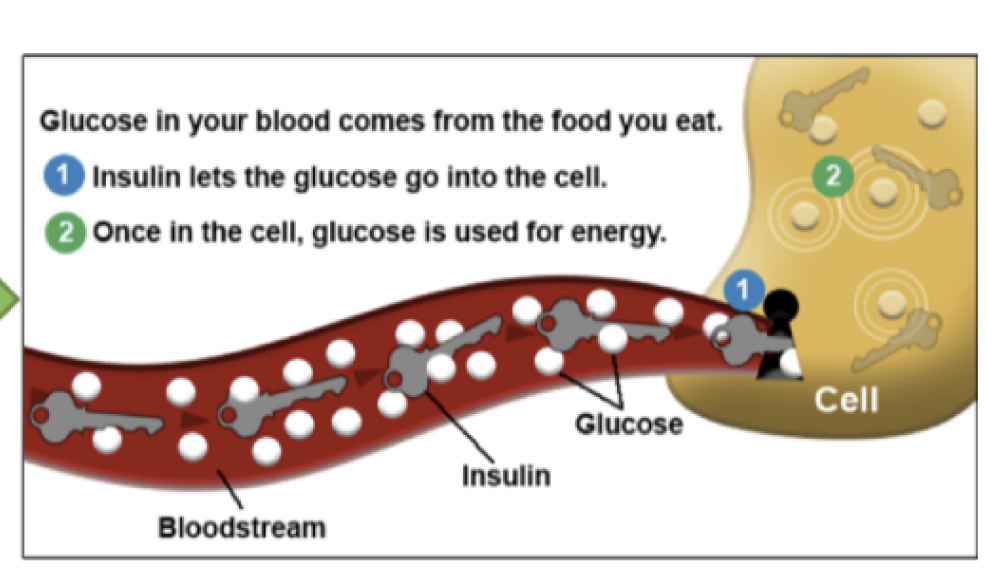 Glucose in your blood comes from the food you eat.
1 Insulin lets the glucose go into the cell.
2 Once in the cell, glucose is used for energy.
2
1
Cell
Glucose
Insulin
Bloodstream